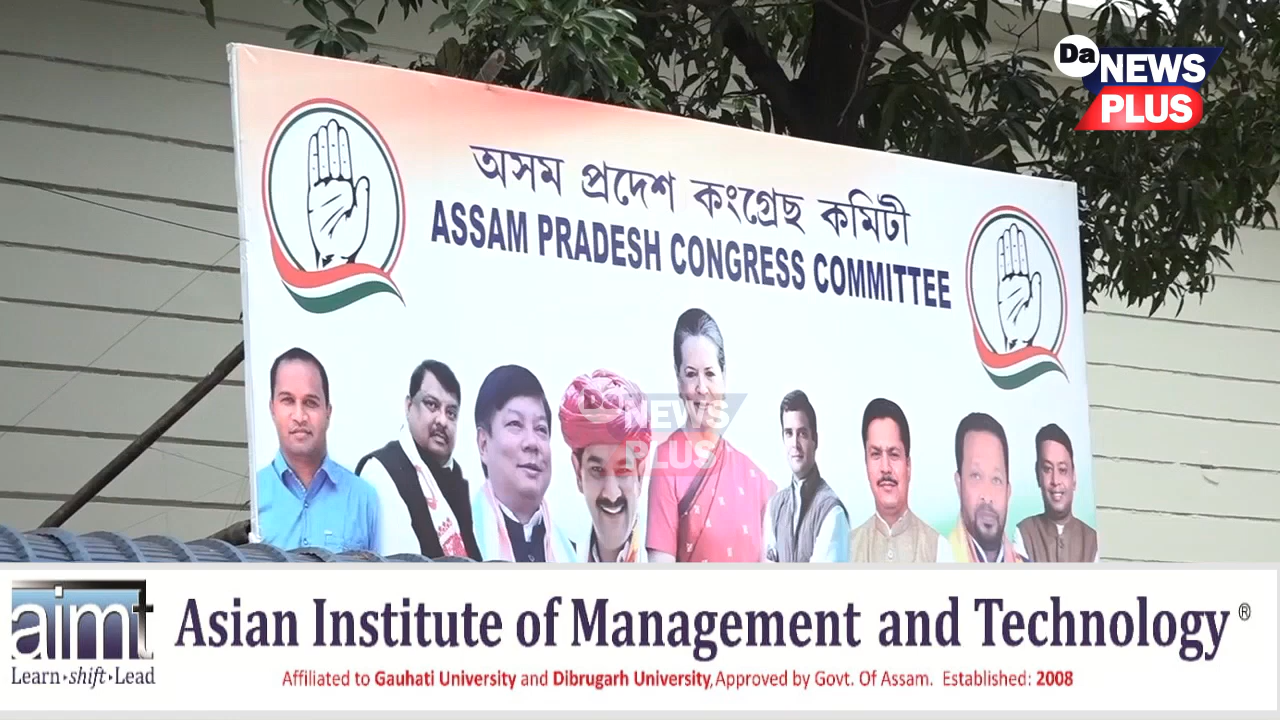 Da NEWS
PLUS
অসম প্ৰদেশ কংগ্ৰেছ কমিটী
ASSAM PRADESH CONGRESS COMMITTEE
Da NEWS
PLUS
aimt
Learn·shift·Lead
Asian Institute of Management and Technology®
Affiliated to Gauhati University and Dibrugarh University, Approved by Govt. Of Assam. Established: 2008